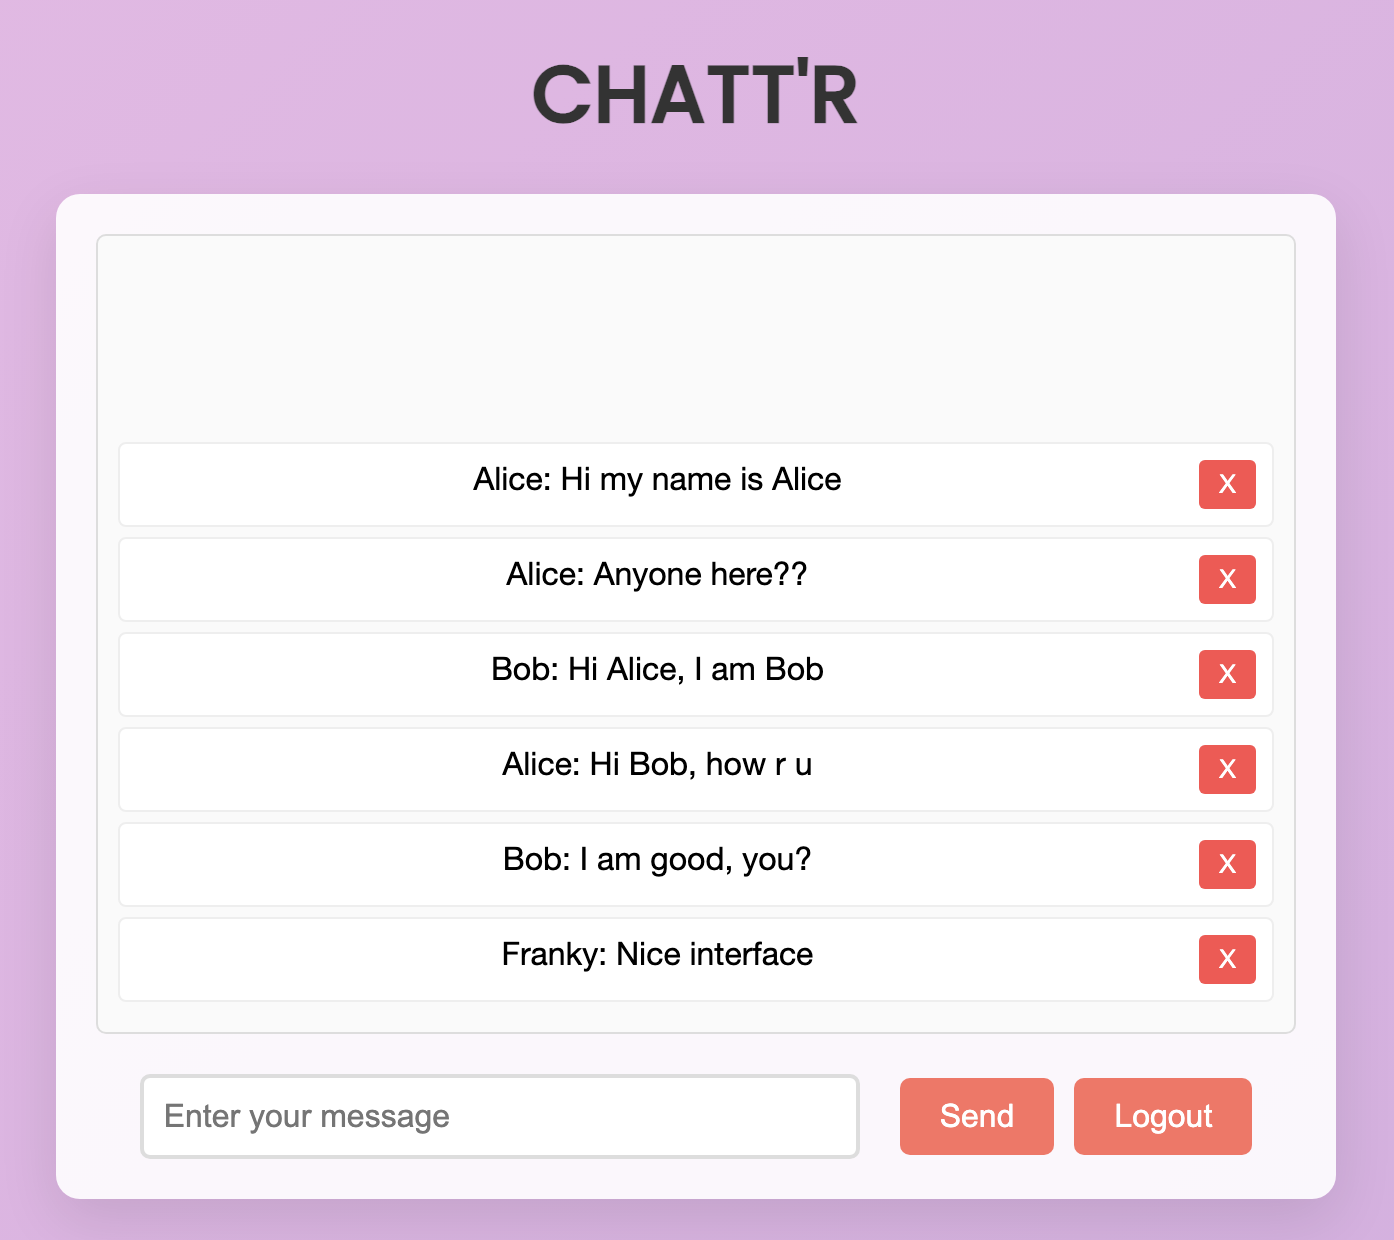 CHATT'R
Alice: Hi my name is Alice X
Alice: Anyone here?? X
Bob: Hi Alice, I am Bob X
Alice: Hi Bob, how r u X
Bob: I am good, you? X
Franky: Nice interface X
Enter your message Send Logout